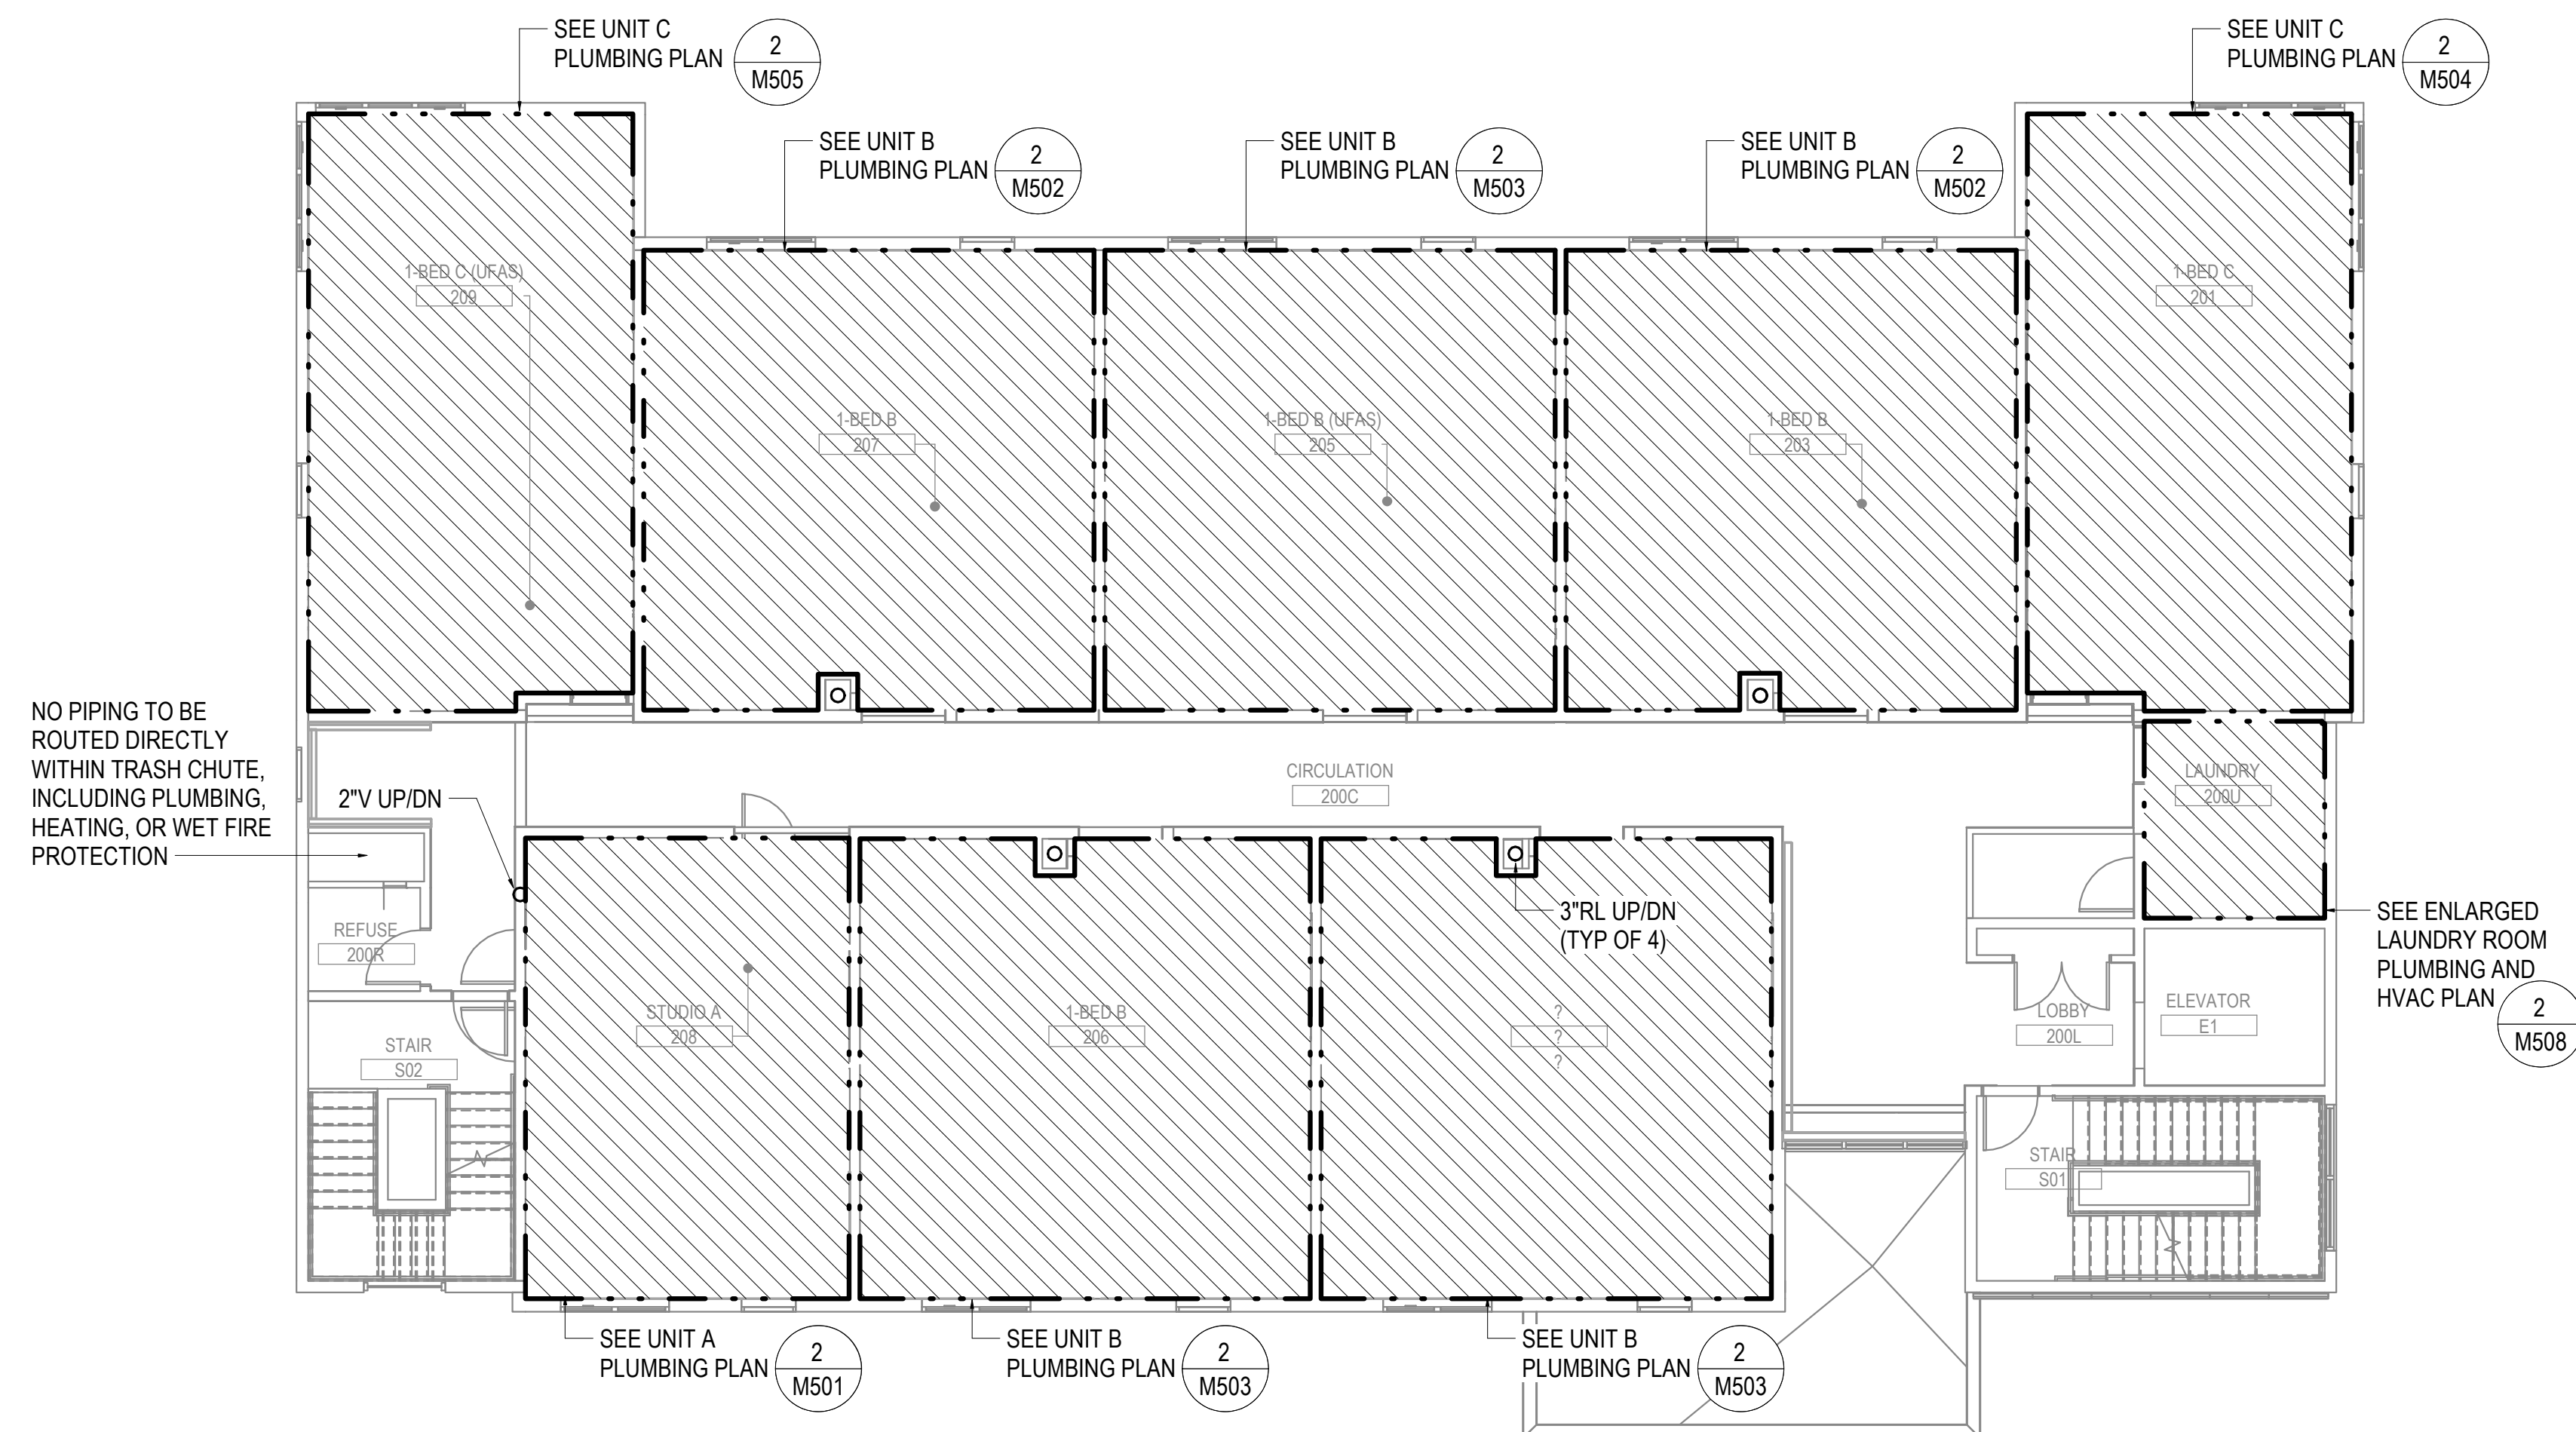 SEE UNIT C
PLUMBING PLAN
2
M505
SEE UNIT C
PLUMBING PLAN
2
M504
SEE UNIT B
PLUMBING PLAN
2
M502
SEE UNIT B
PLUMBING PLAN
2
M503
SEE UNIT B
PLUMBING PLAN
2
M502
1-BED C (UFAS)
209
1-BED C
201
1-BED B
207
1-BED B (UFAS)
205
1-BED B
203
NO PIPING TO BE
ROUTED DIRECTLY
WITHIN TRASH CHUTE,
INCLUDING PLUMBING,
HEATING, OR WET FIRE
PROTECTION
2"V UP/DN
CIRCULATION
200C
LAUNDRY
200U
REFUSE
200R
3"RL UP/DN
(TYP OF 4)
SEE ENLARGED
LAUNDRY ROOM
PLUMBING AND
HVAC PLAN
2
M508
STUDIO A
208
1-BED B
206
?
?
?
LOBBY
200L
ELEVATOR
E1
STAIR
S02
STAIR
S01
SEE UNIT A
PLUMBING PLAN
2
M501
SEE UNIT B
PLUMBING PLAN
2
M503
SEE UNIT B
PLUMBING PLAN
2
M503